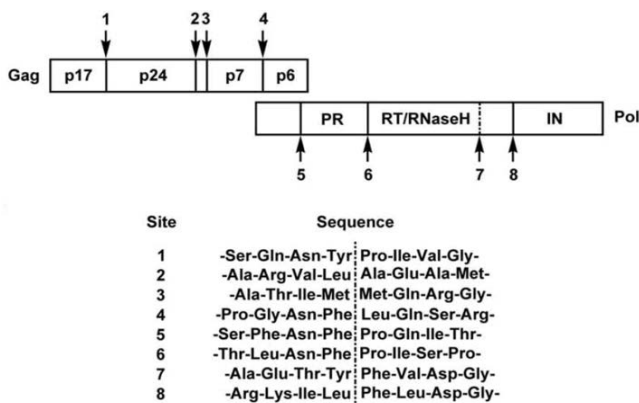 1 2 3 4
Gag p17 p24 p7 p6
PR RT/RNaseH IN Pol
5 6 7 8
Site Sequence
1 -Ser-Gln-Asn-Tyr Pro-Ile-Val-Gly-
2 -Ala-Arg-Val-Leu Ala-Glu-Ala-Met-
3 -Ala-Thr-Ile-Met Met-Gln-Arg-Gly-
4 -Pro-Gly-Asn-Phe Leu-Gln-Ser-Arg-
5 -Ser-Phe-Asn-Phe Pro-Gln-Ile-Thr-
6 -Thr-Leu-Asn-Phe Pro-Ile-Ser-Pro-
7 -Ala-Glu-Thr-Tyr Phe-Val-Asp-Gly-
8 -Arg-Lys-Ile-Leu Phe-Leu-Asp-Gly-